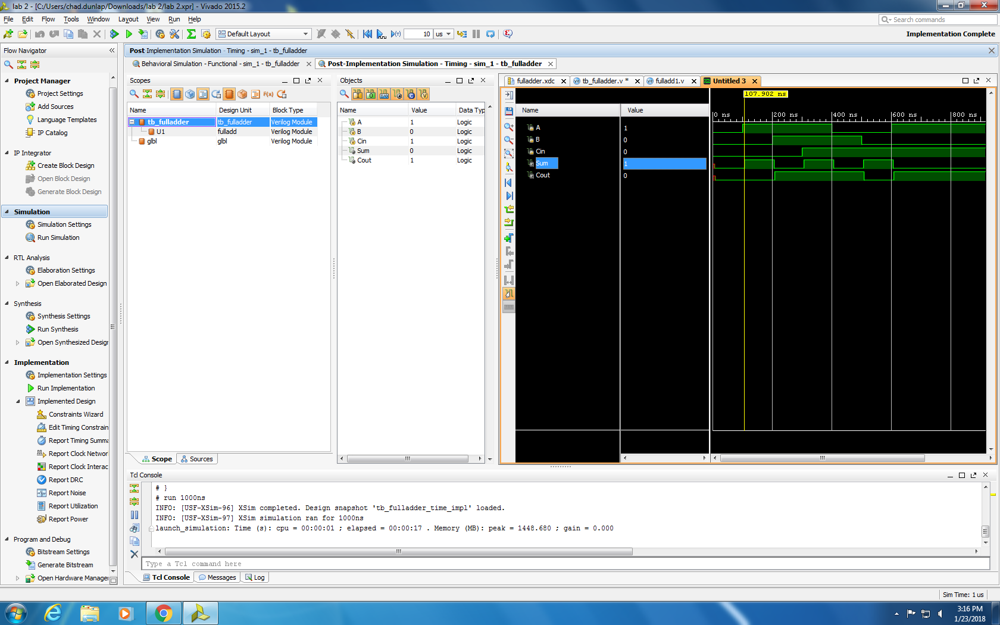 lab 2 - [C:/Users/chad.dunlap/Downloads/lab 2/lab 2.xpr] - Vivado 2015.2
File Edit Flow Tools Window Layout View Run Help
Search commands
Default Layout
10 us
Implementation Complete
Flow Navigator
Project Manager
Project Settings
Add Sources
Language Templates
IP Catalog
IP Integrator
Create Block Design
Open Block Design
Generate Block Design
Simulation
Simulation Settings
Run Simulation
RTL Analysis
Elaboration Settings
Open Elaborated Design
Synthesis
Synthesis Settings
Run Synthesis
Open Synthesized Design
Implementation
Implementation Settings
Run Implementation
Implemented Design
Constraints Wizard
Edit Timing Constrain
Report Timing Summa
Report Clock Networ
Report Clock Interac
Report DRC
Report Noise
Report Utilization
Report Power
Program and Debug
Bitstream Settings
Generate Bitstream
Open Hardware Manager
Post-Implementation Simulation - Timing - sim_1 - tb_fulladder
Behavioral Simulation - Functional - sim_1 - tb_fulladder
Post-Implementation Simulation - Timing - sim_1 - tb_fulladder
Scopes
F(x)
Name Design Unit Block Type
tb_fulladder tb_fulladder Verilog Module
U1 fulladd Verilog Module
glbl glbl Verilog Module
Scope Sources
Objects
Name Value Data Typ
A 1 Logic
B 0 Logic
Cin 1 Logic
Sum 0 Logic
Cout 1 Logic
fulladder.xdc tb_fulladder.v * fulladd1.v Untitled 3
107.902 ns
Name Value
0 ns 200 ns 400 ns 600 ns 800 ns
A 1
B 0
Cin 0
Sum 1
Cout 0
Tcl Console
# }
# run 1000ns
INFO: [USF-XSim-96] XSim completed. Design snapshot 'tb_fulladder_time_impl' loaded.
INFO: [USF-XSim-97] XSim simulation ran for 1000ns
launch_simulation: Time (s): cpu = 00:00:01 ; elapsed = 00:00:17 . Memory (MB): peak = 1448.680 ; gain = 0.000
Type a Tcl command here
Tcl Console Messages Log
Sim Time: 1 us
3:16 PM
1/23/2018